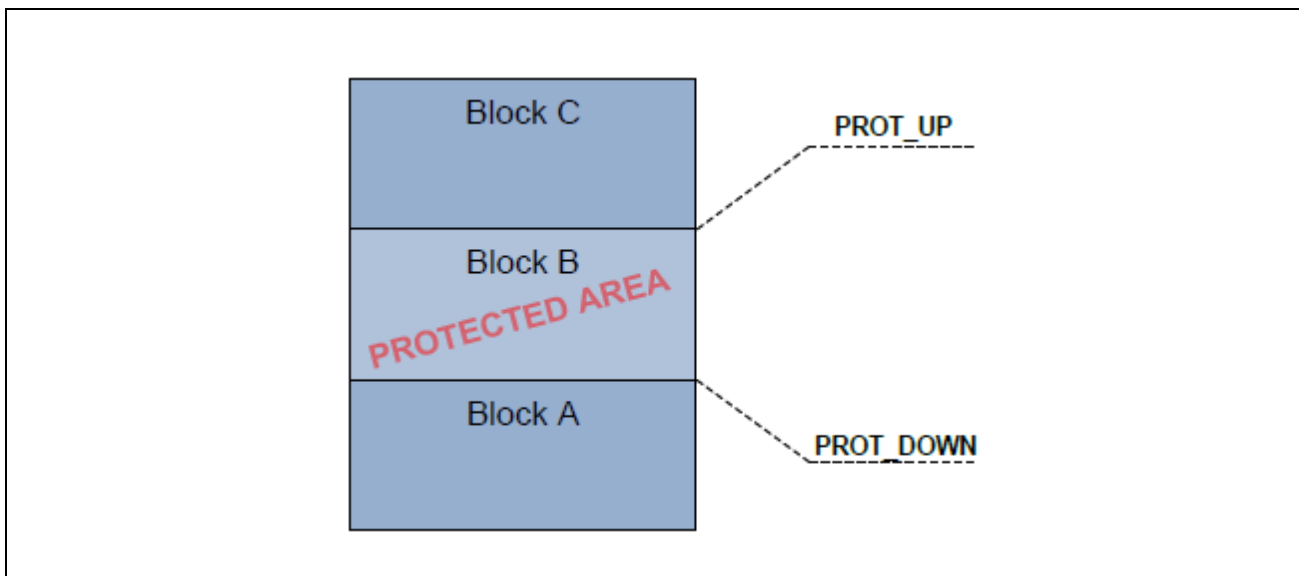 Block C
PROT_UP
Block B
PROTECTED AREA
Block A
PROT_DOWN